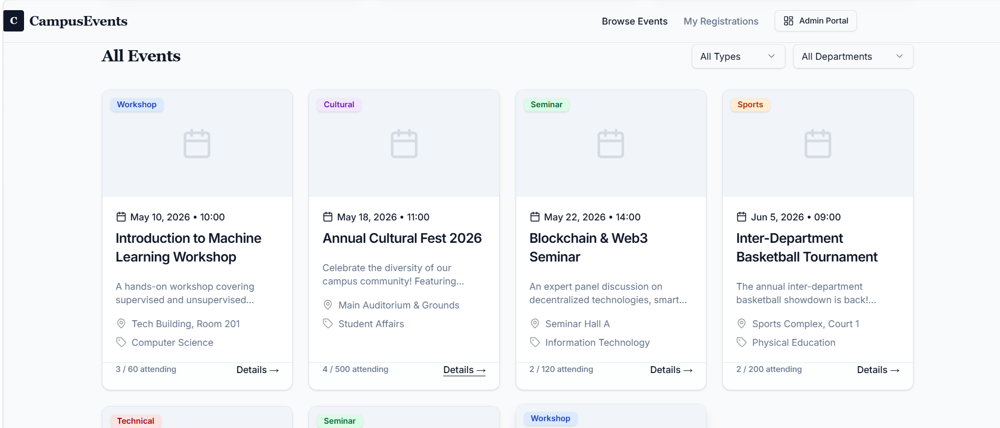 C CampusEvents
Browse Events
My Registrations
Admin Portal
All Events
All Types
All Departments
Workshop
May 10, 2026 • 10:00
Introduction to Machine
Learning Workshop
A hands-on workshop covering
supervised and unsupervised...
Tech Building, Room 201
Computer Science
3 / 60 attending
Details →
Cultural
May 18, 2026 • 11:00
Annual Cultural Fest 2026
Celebrate the diversity of our
campus community! Featuring...
Main Auditorium & Grounds
Student Affairs
4 / 500 attending
Details →
Seminar
May 22, 2026 • 14:00
Blockchain & Web3
Seminar
An expert panel discussion on
decentralized technologies, smart...
Seminar Hall A
Information Technology
2 / 120 attending
Details →
Sports
Jun 5, 2026 • 09:00
Inter-Department
Basketball Tournament
The annual inter-department
basketball showdown is back!...
Sports Complex, Court 1
Physical Education
2 / 200 attending
Details →
Technical
Seminar
Workshop